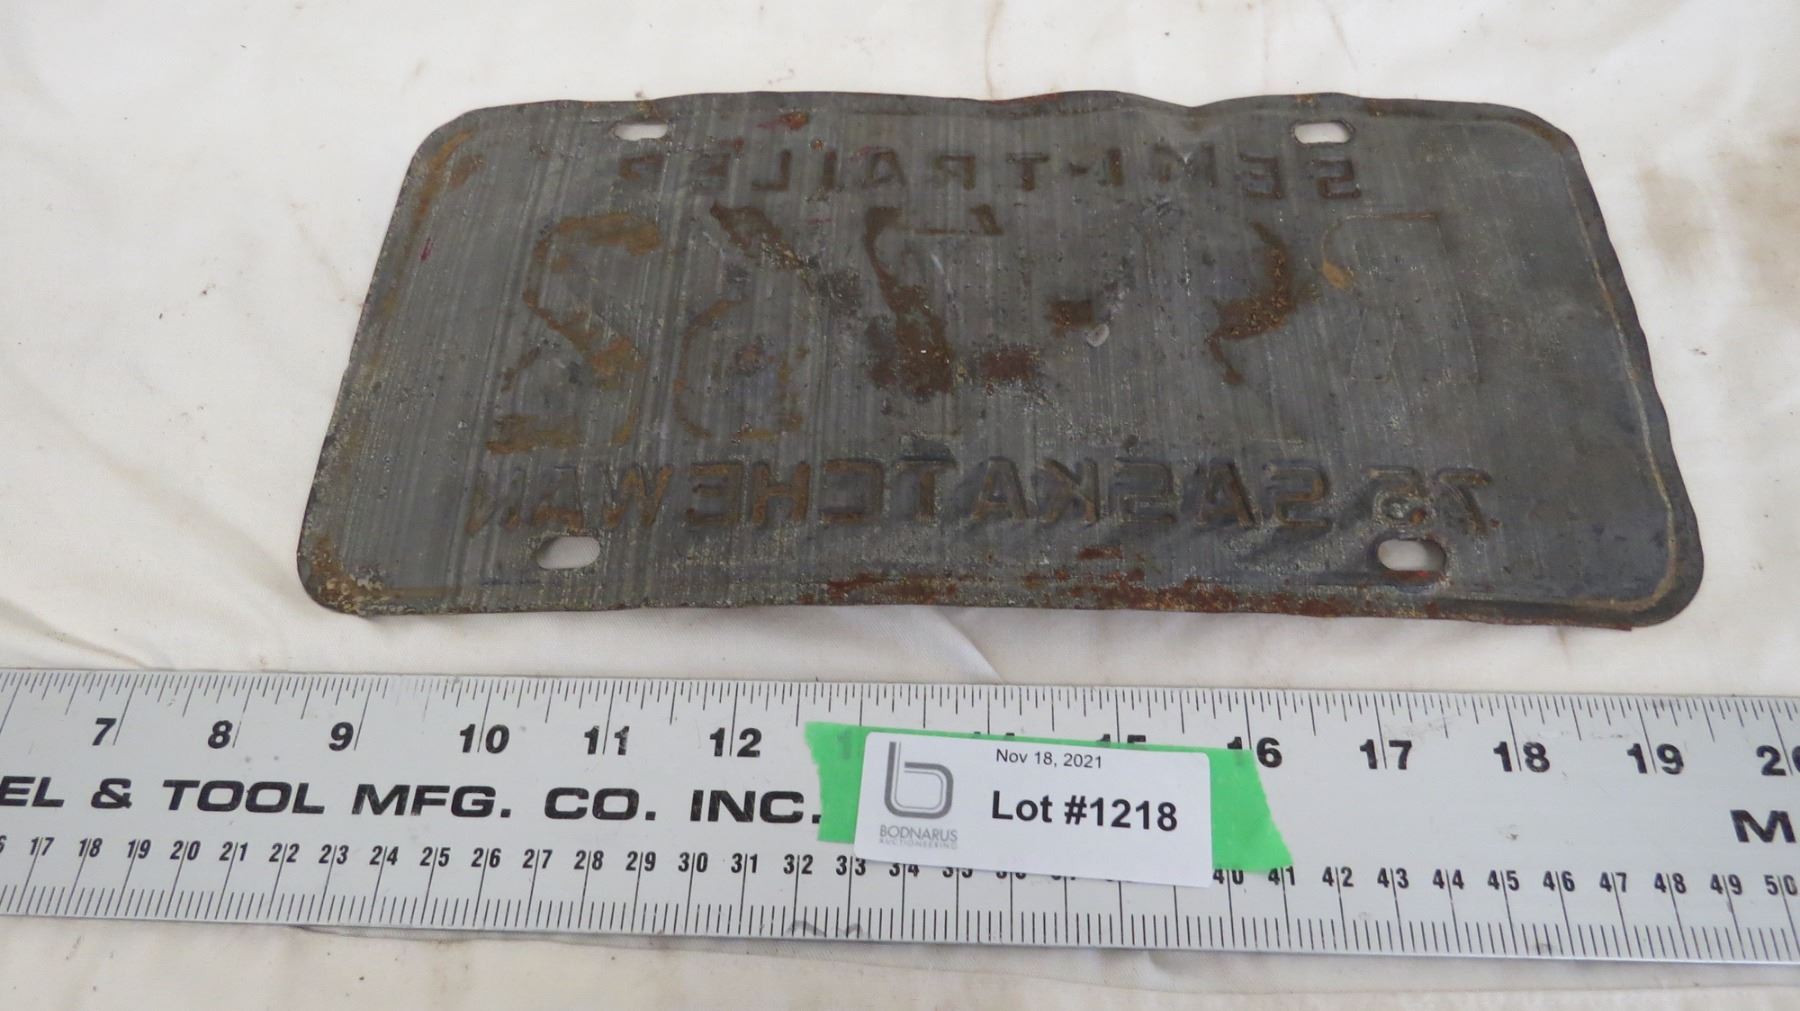 SEMI-TRAILER
75 SASKATCHEWAN
7 8 9 10 11 12 16 17 18 19
EL & TOOL MFG. CO. INC.
Nov 18, 2021
Lot #1218
BODNARUS
AUCTIONEERING
M
17 18 19 20 21 22 23 24 25 26 27 28 29 30 31 32 33 34 40 41 42 43 44 45 46 47 48 49 50